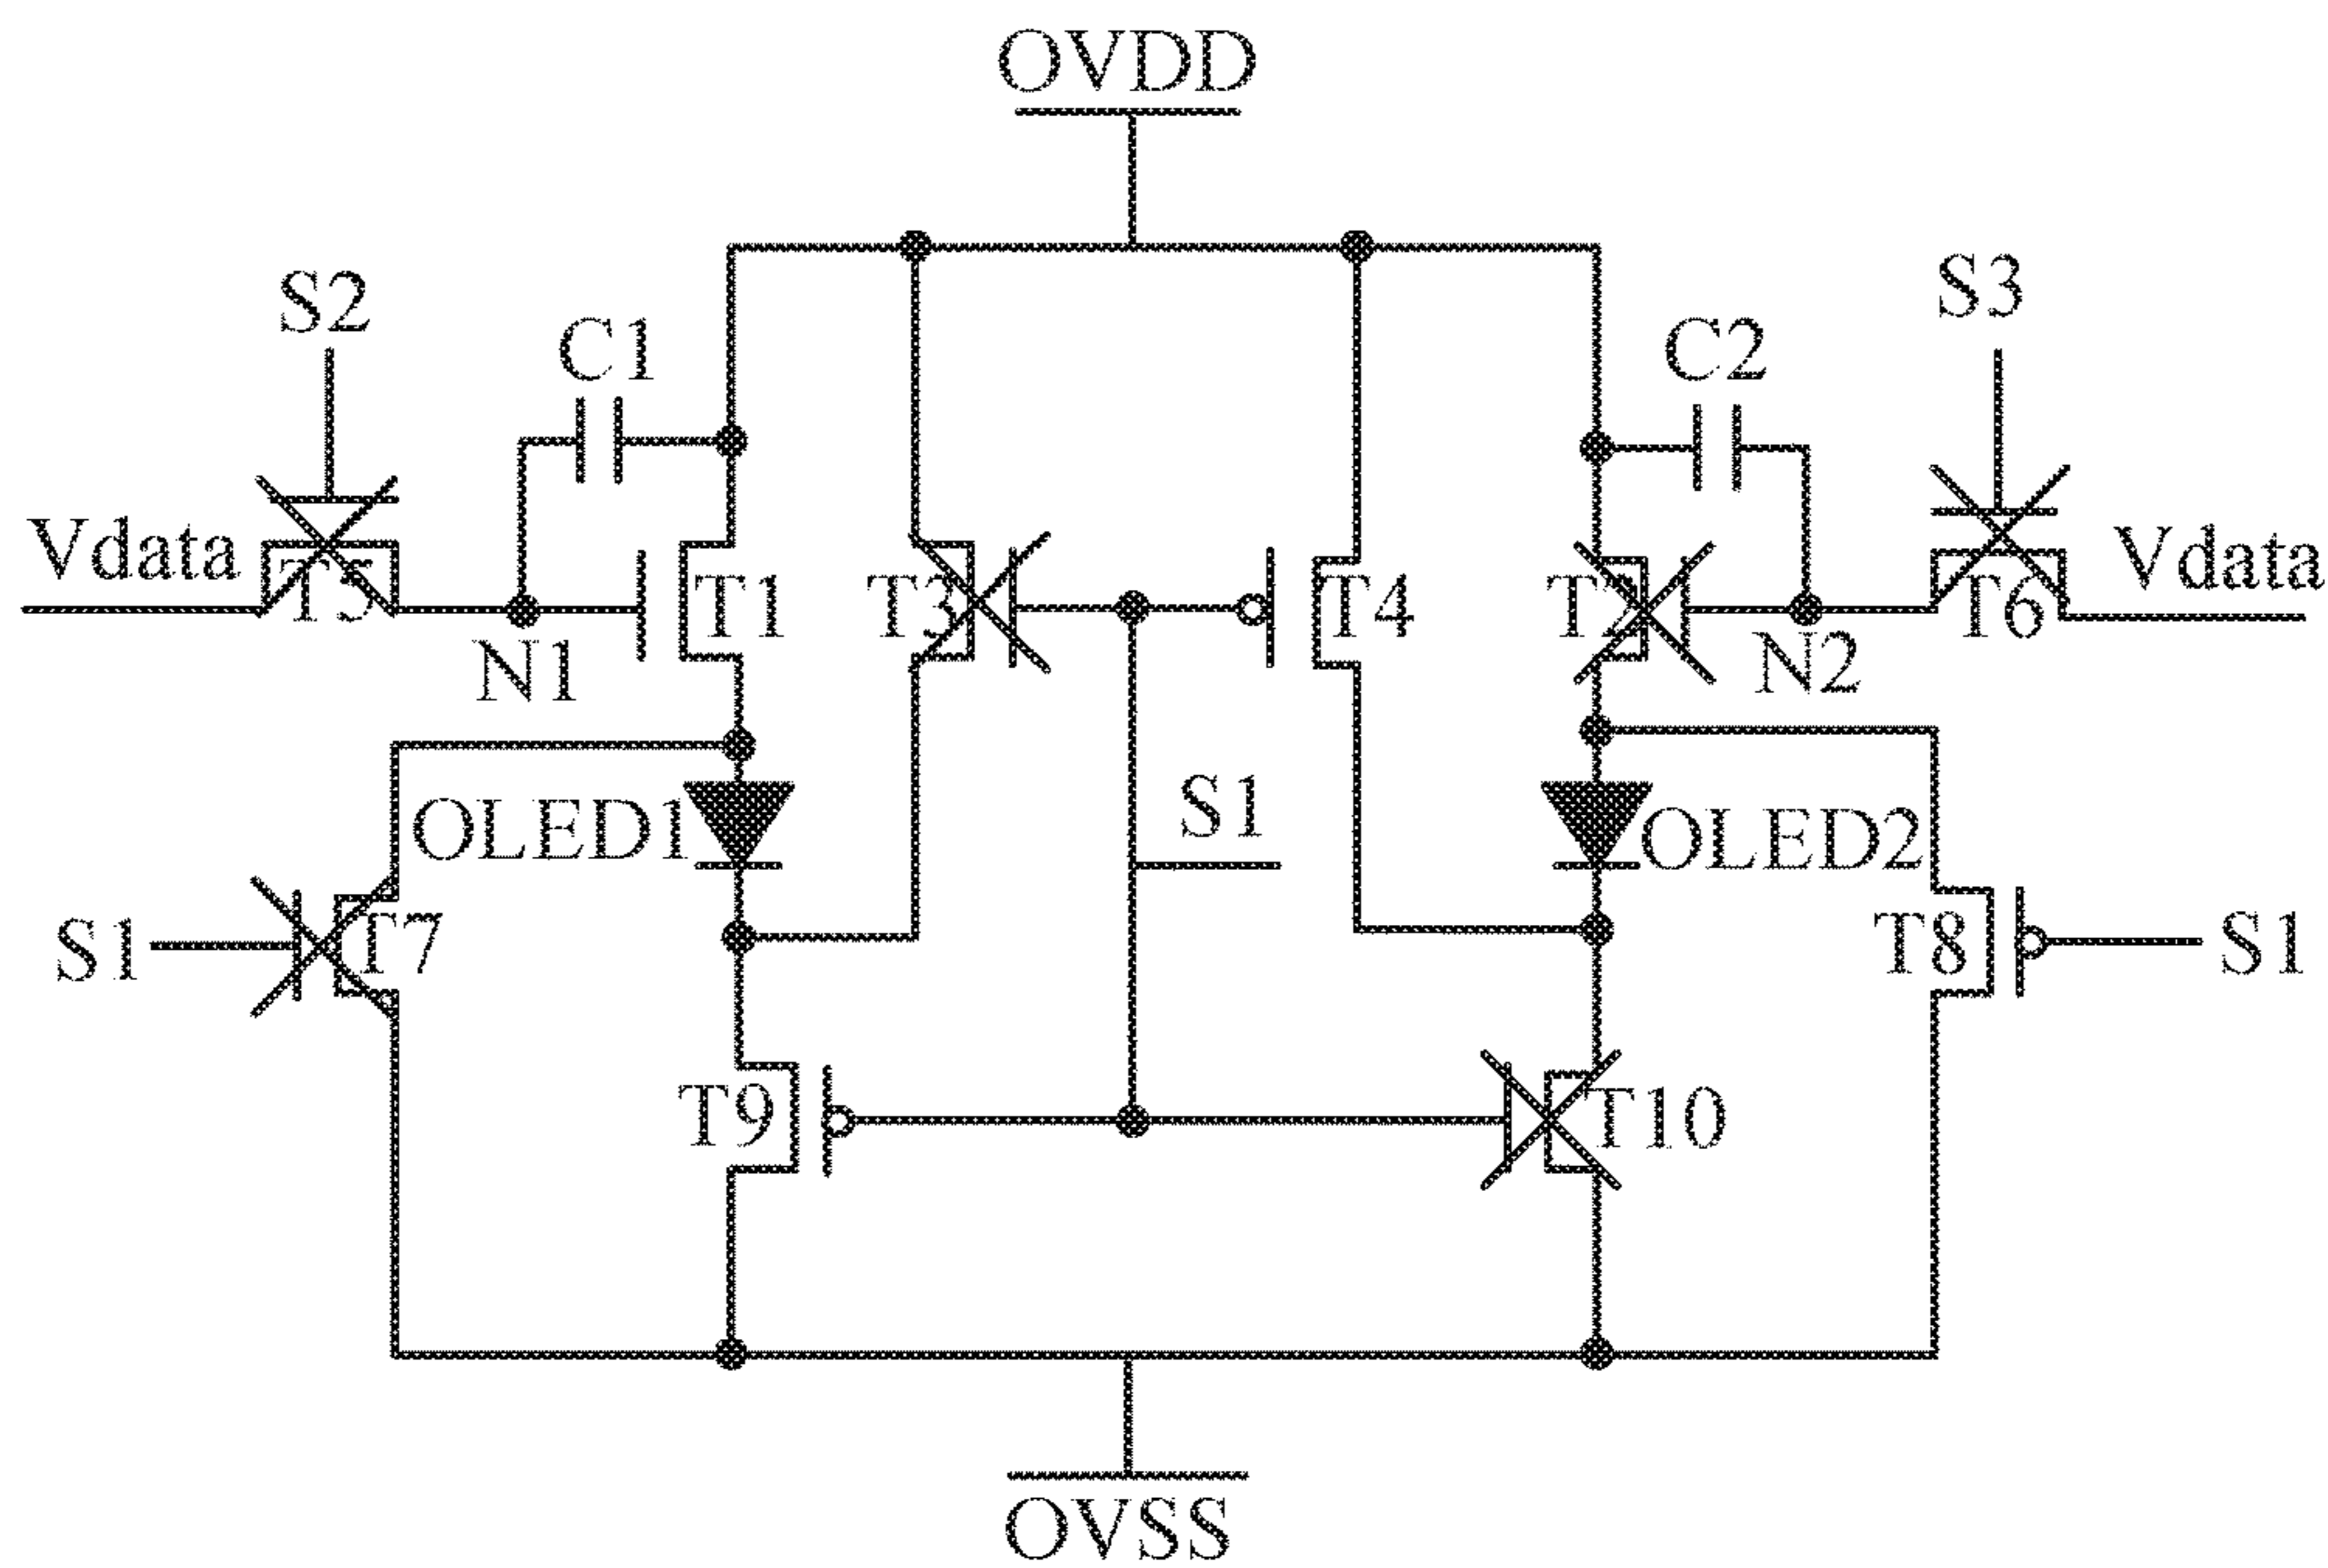 OVDD
S2
S3
C1
C2
Vdata
Vdata
T5
T1
T3
T4
T2
T6
N1
N2
S1
OLED1
OLED2
S1
T7
T8
S1
T9
T10
OVSS